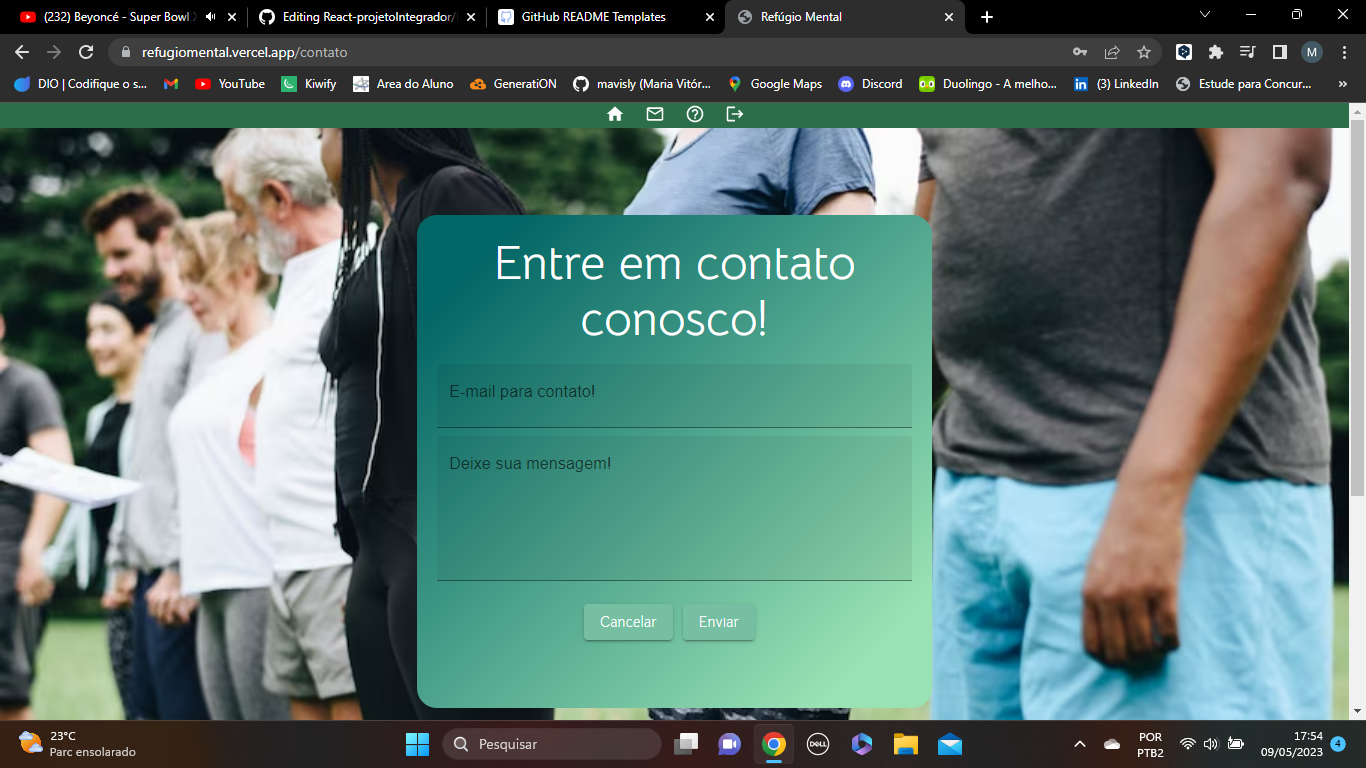 (232) Beyoncé - Super Bowl
Editing React-projetoIntegrador/
GitHub README Templates
Refúgio Mental
refugiomental.vercel.app/contato
M
DIO | Codifique o s...
YouTube
Kiwify
Area do Aluno
GeneratiON
mavisly (Maria Vitór...
Google Maps
Discord
Duolingo - A melho...
(3) LinkedIn
Estude para Concur...
»
Entre em contato
conosco!
E-mail para contato!
Deixe sua mensagem!
Cancelar
Enviar
23°C
Parc ensolarado
Pesquisar
DELL
POR
PTB2
17:54
09/05/2023
4